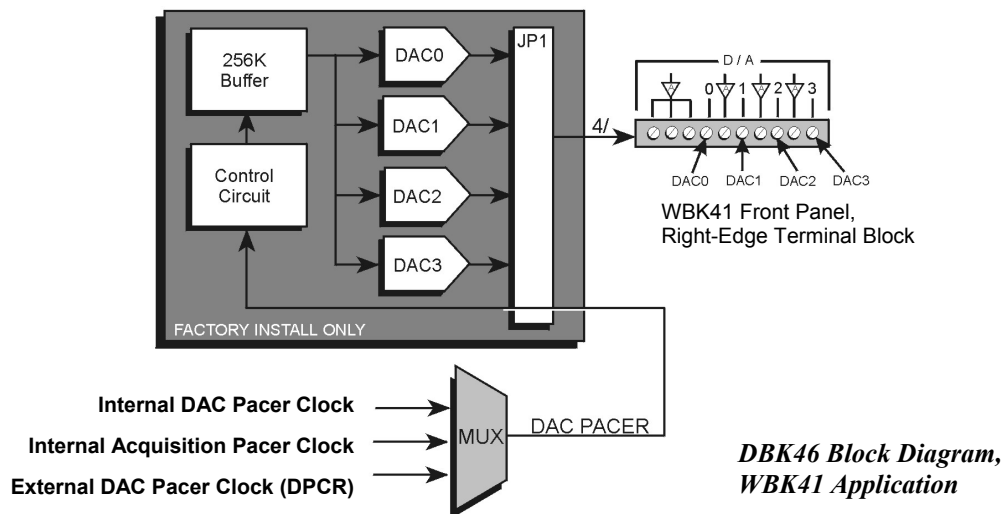 256K
Buffer
Control
Circuit
DAC0
DAC1
DAC2
DAC3
JP1
4/
D / A
A 0 A 1 A 2 A 3
DAC0 DAC1 DAC2 DAC3
WBK41 Front Panel,
Right-Edge Terminal Block
FACTORY INSTALL ONLY
Internal DAC Pacer Clock
Internal Acquisition Pacer Clock
External DAC Pacer Clock (DPCR)
MUX
DAC PACER
DBK46 Block Diagram,
WBK41 Application